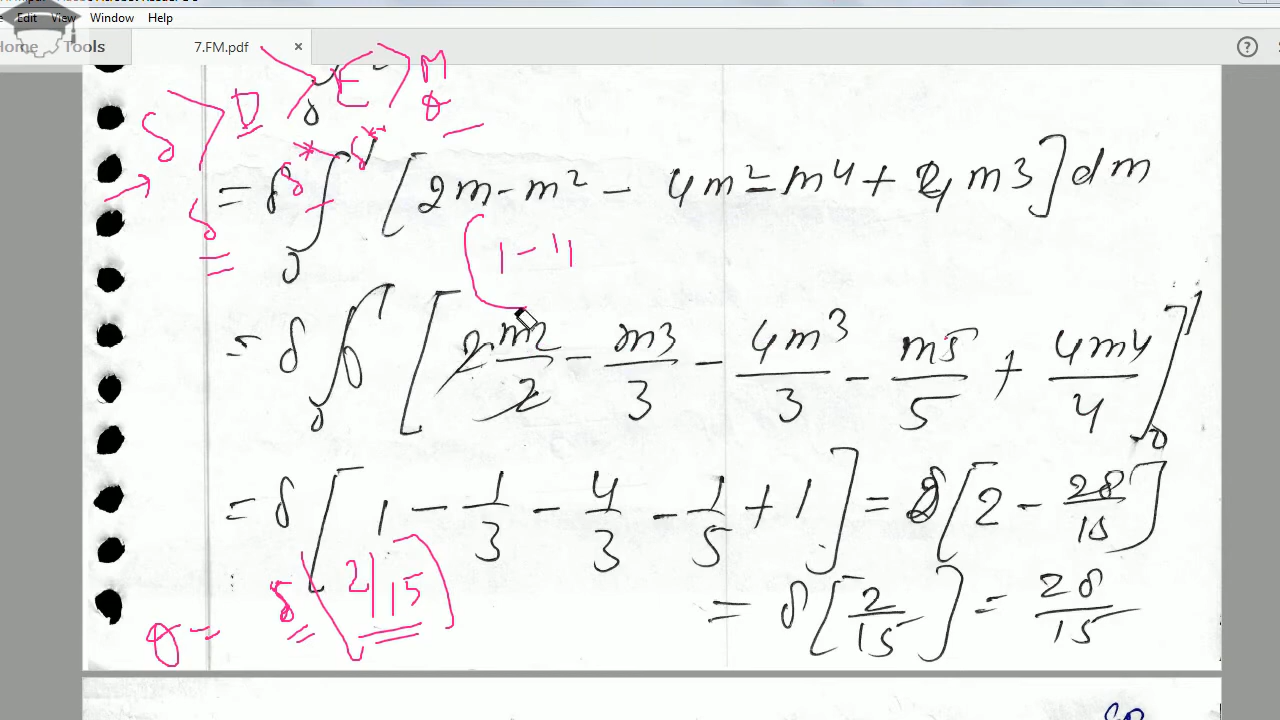 Edit View Window Help
Home Tools 7.FM.pdf × ?
δ > D > E > M
θ
= δ ∫ [2m - m2 - 4m2 - m4 + 4m3] dm
(1 - η
= δ ∫ [2m2/2 - m3/3 - 4m3/3 - m5/5 + 4m4/4]
= δ [1 - 1/3 - 4/3 - 1/5 + 1] = δ [2 - 28/15]
θ = δ [2/15] = δ [2/15] = 2δ/15